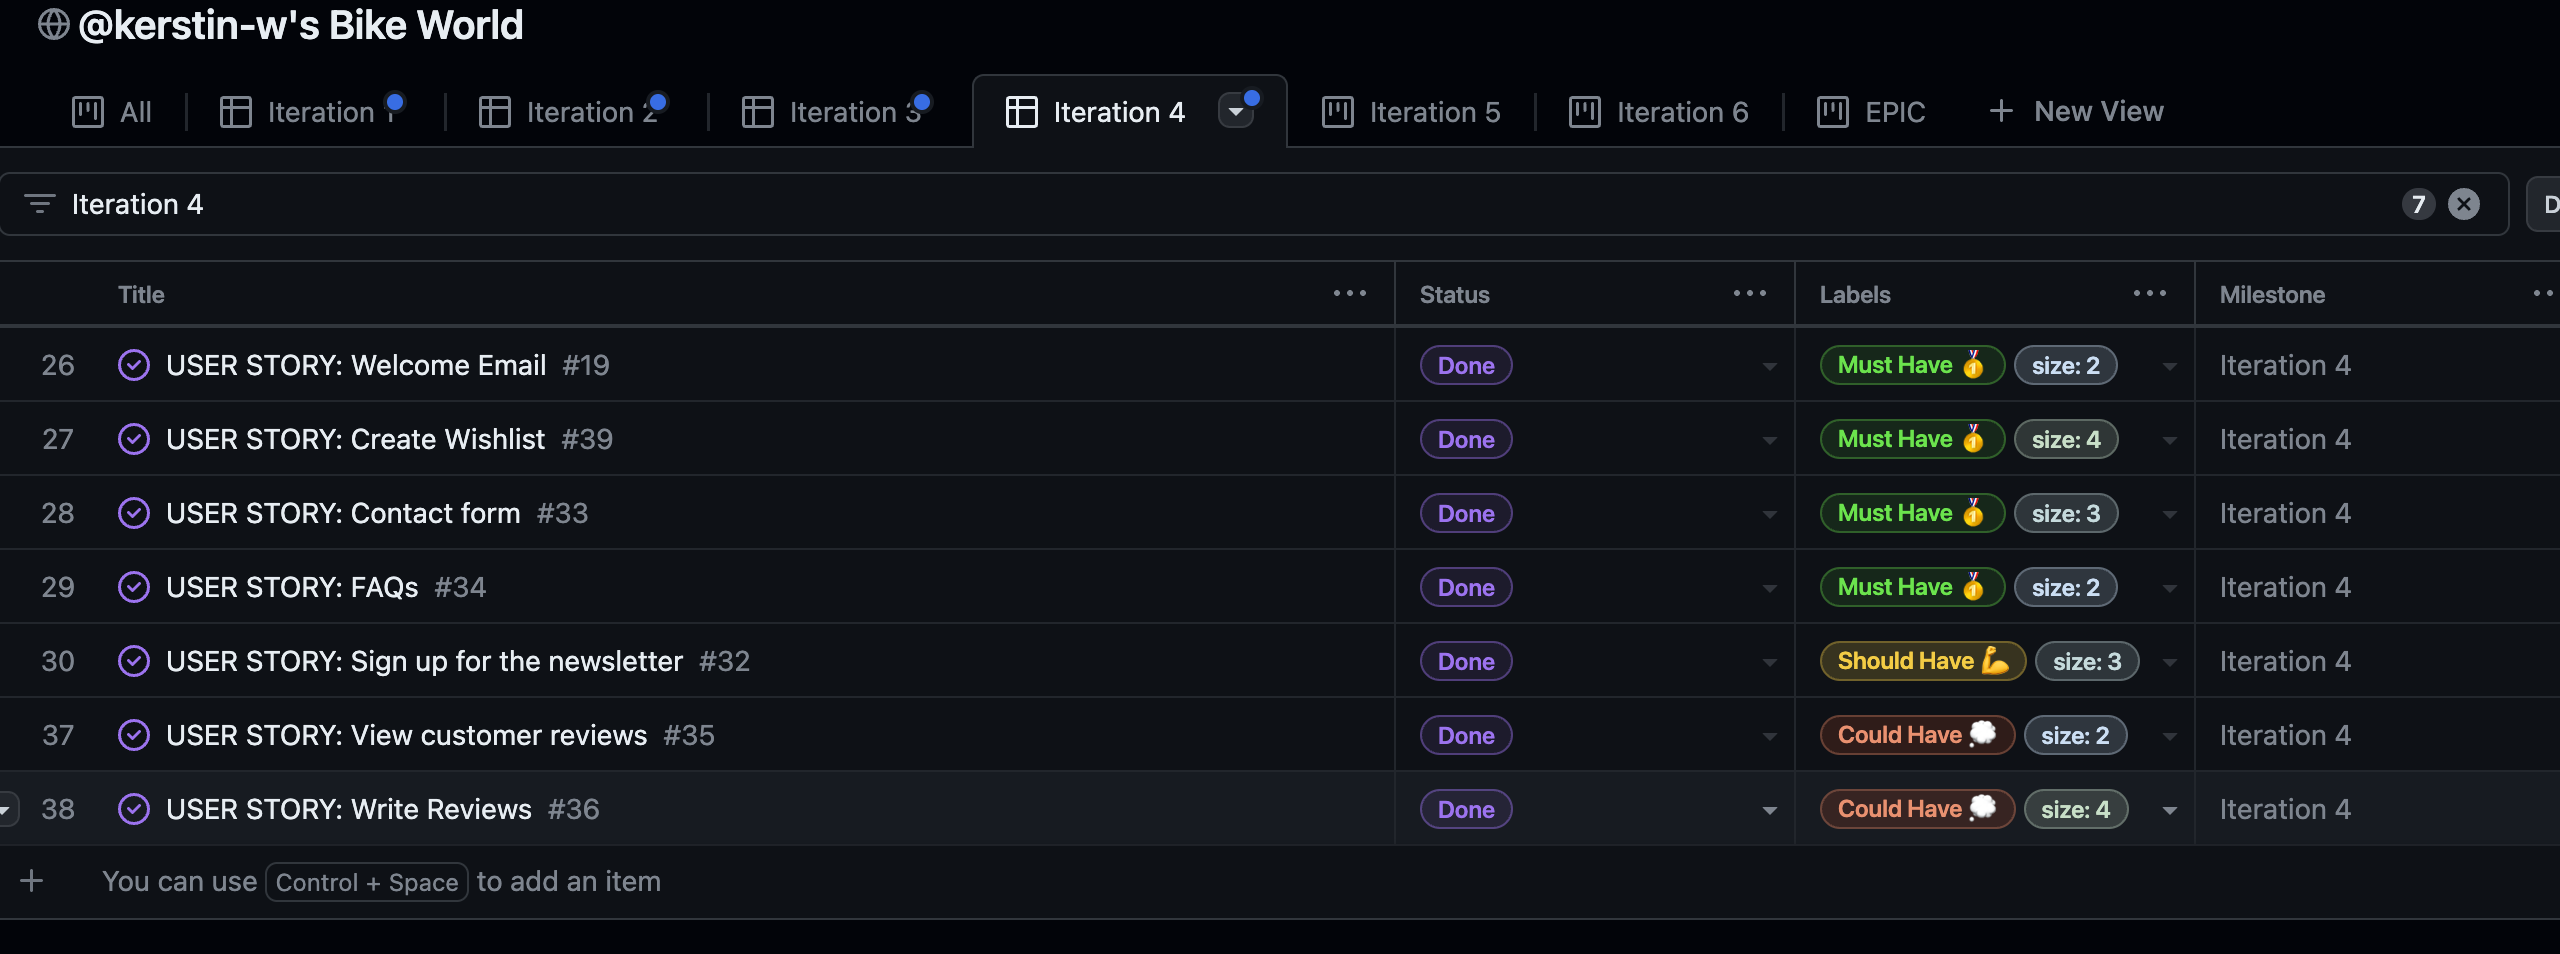 @kerstin-w's Bike World
All Iteration 1 Iteration 2 Iteration 3 Iteration 4 Iteration 5 Iteration 6 EPIC + New View
Iteration 4 7
D
Title Status Labels Milestone
26 USER STORY: Welcome Email #19 Done Must Have 🥇 size: 2 Iteration 4
27 USER STORY: Create Wishlist #39 Done Must Have 🥇 size: 4 Iteration 4
28 USER STORY: Contact form #33 Done Must Have 🥇 size: 3 Iteration 4
29 USER STORY: FAQs #34 Done Must Have 🥇 size: 2 Iteration 4
30 USER STORY: Sign up for the newsletter #32 Done Should Have 💪 size: 3 Iteration 4
37 USER STORY: View customer reviews #35 Done Could Have 💭 size: 2 Iteration 4
38 USER STORY: Write Reviews #36 Done Could Have 💭 size: 4 Iteration 4
+ You can use Control + Space to add an item